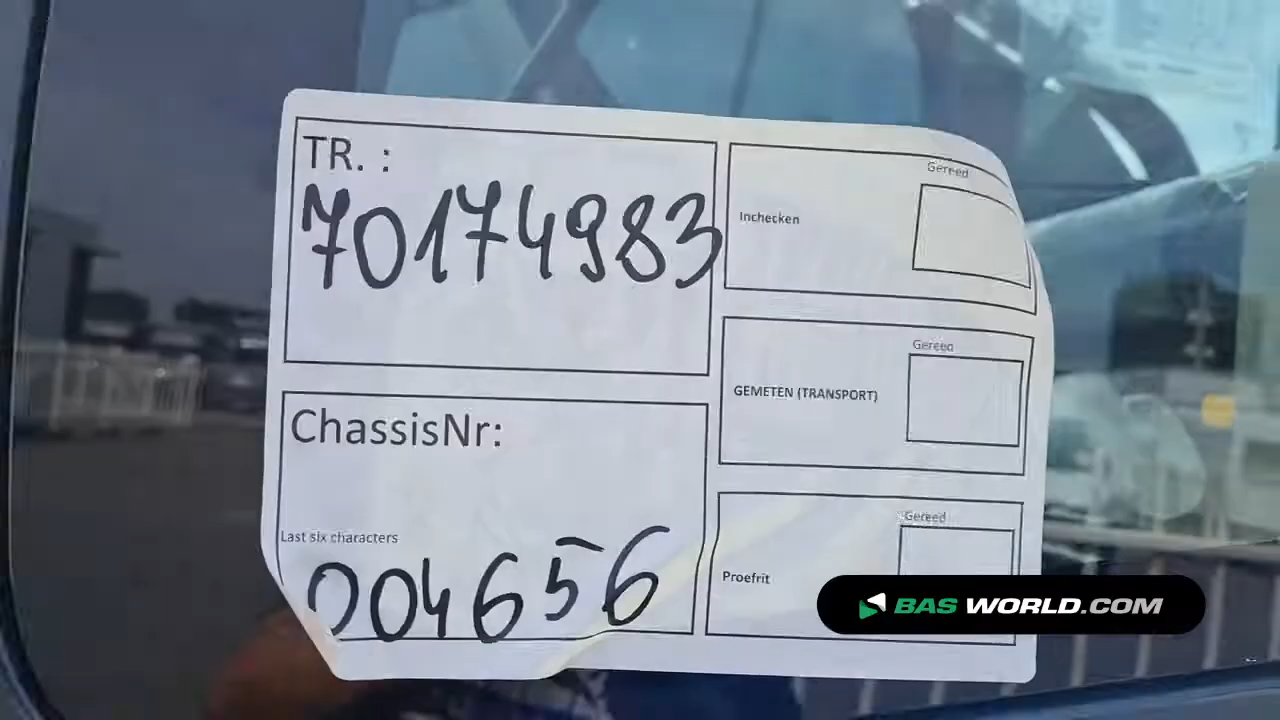 TR. :
70174983
ChassisNr:
Last six characters
004656
Gereed
Inchecken
Gereed
GEMETEN (TRANSPORT)
Gereed
Proefrit
BAS WORLD.COM